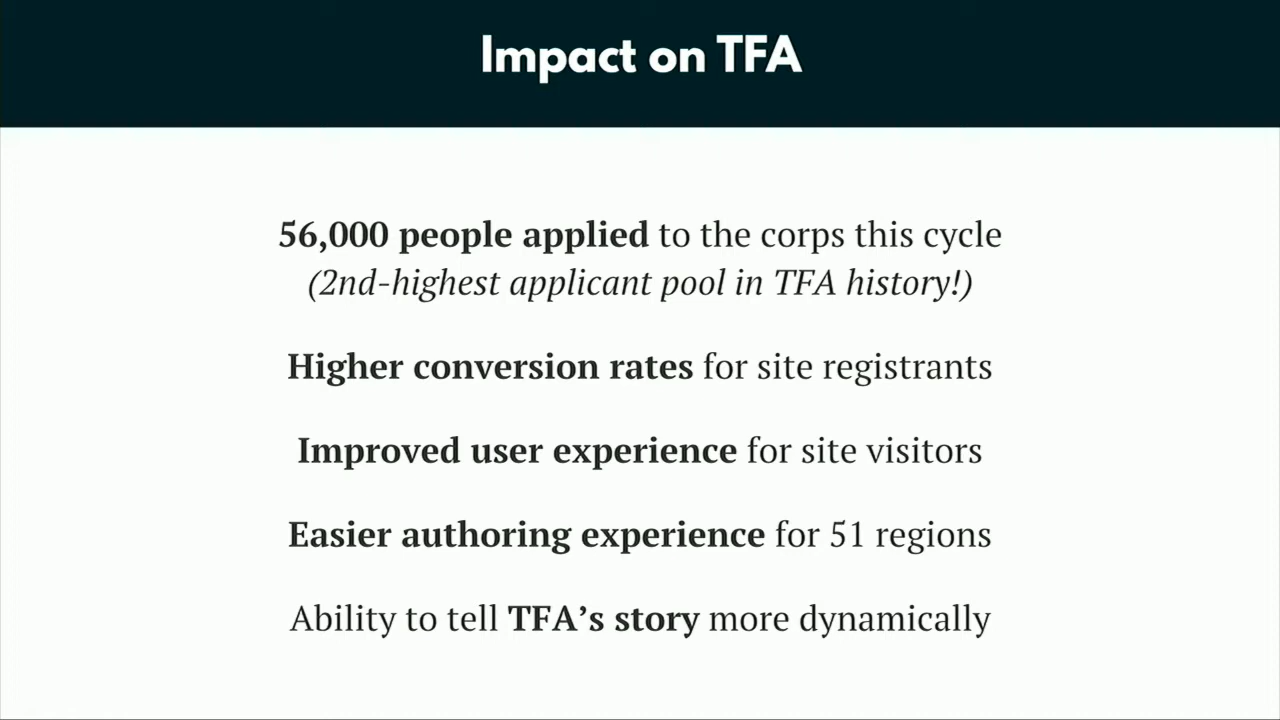 Impact on TFA
56,000 people applied to the corps this cycle
(2nd-highest applicant pool in TFA history!)
Higher conversion rates for site registrants
Improved user experience for site visitors
Easier authoring experience for 51 regions
Ability to tell TFA’s story more dynamically